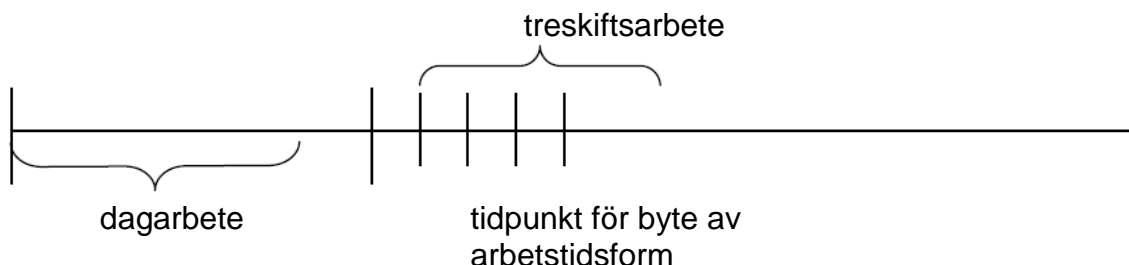 treskiftsarbete
dagarbete
tidpunkt för byte av
arbetstidsform